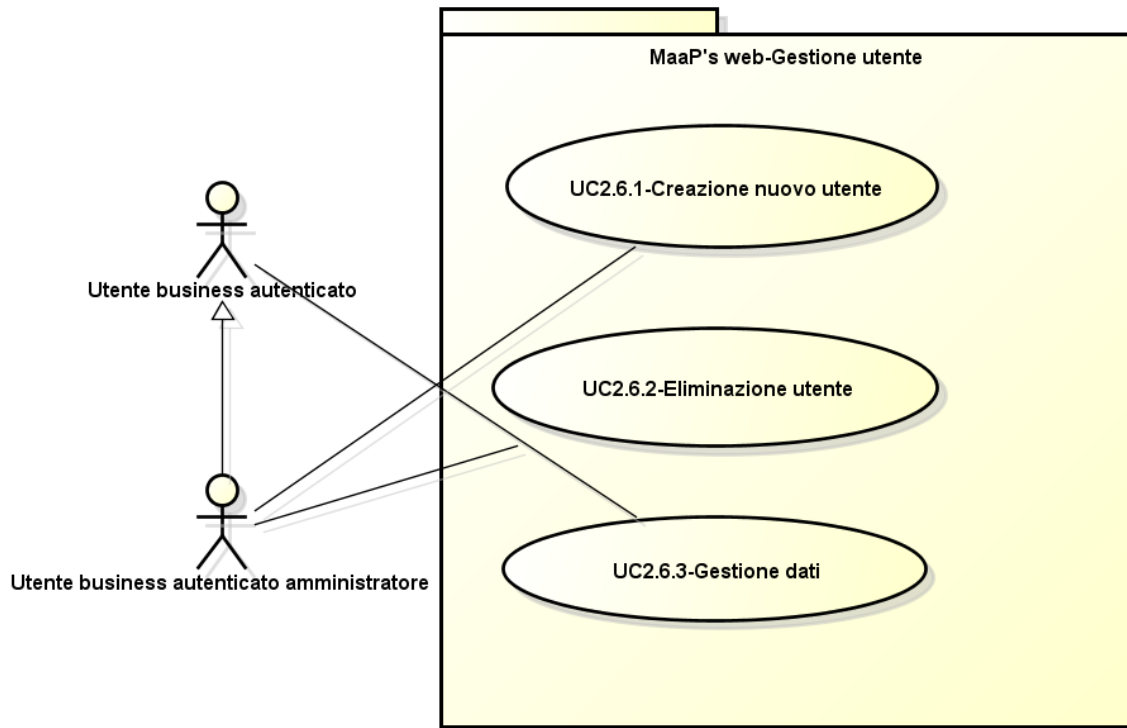 MaaP's web-Gestione utente
UC2.6.1-Creazione nuovo utente
Utente business autenticato
UC2.6.2-Eliminazione utente
UC2.6.3-Gestione dati
Utente business autenticato amministratore